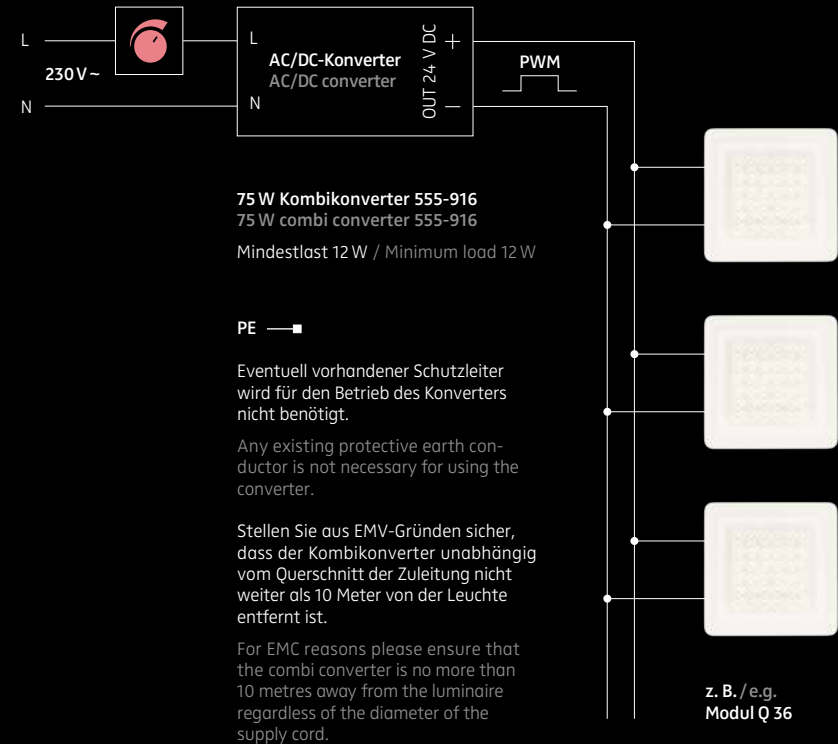 L
230 V ~
N
L
AC/DC-Konverter
AC/DC converter
N
OUT 24 V DC
+
−
PWM
75 W Kombikonverter 555-916
75 W combi converter 555-916
Mindestlast 12 W / Minimum load 12 W
PE
Eventuell vorhandener Schutzleiter
wird für den Betrieb des Konverters
nicht benötigt.
Any existing protective earth con-
ductor is not necessary for using the
converter.
Stellen Sie aus EMV-Gründen sicher,
dass der Kombikonverter unabhängig
vom Querschnitt der Zuleitung nicht
weiter als 10 Meter von der Leuchte
entfernt ist.
For EMC reasons please ensure that
the combi converter is no more than
10 metres away from the luminaire
regardless of the diameter of the
supply cord.
z. B. / e.g.
Modul Q 36